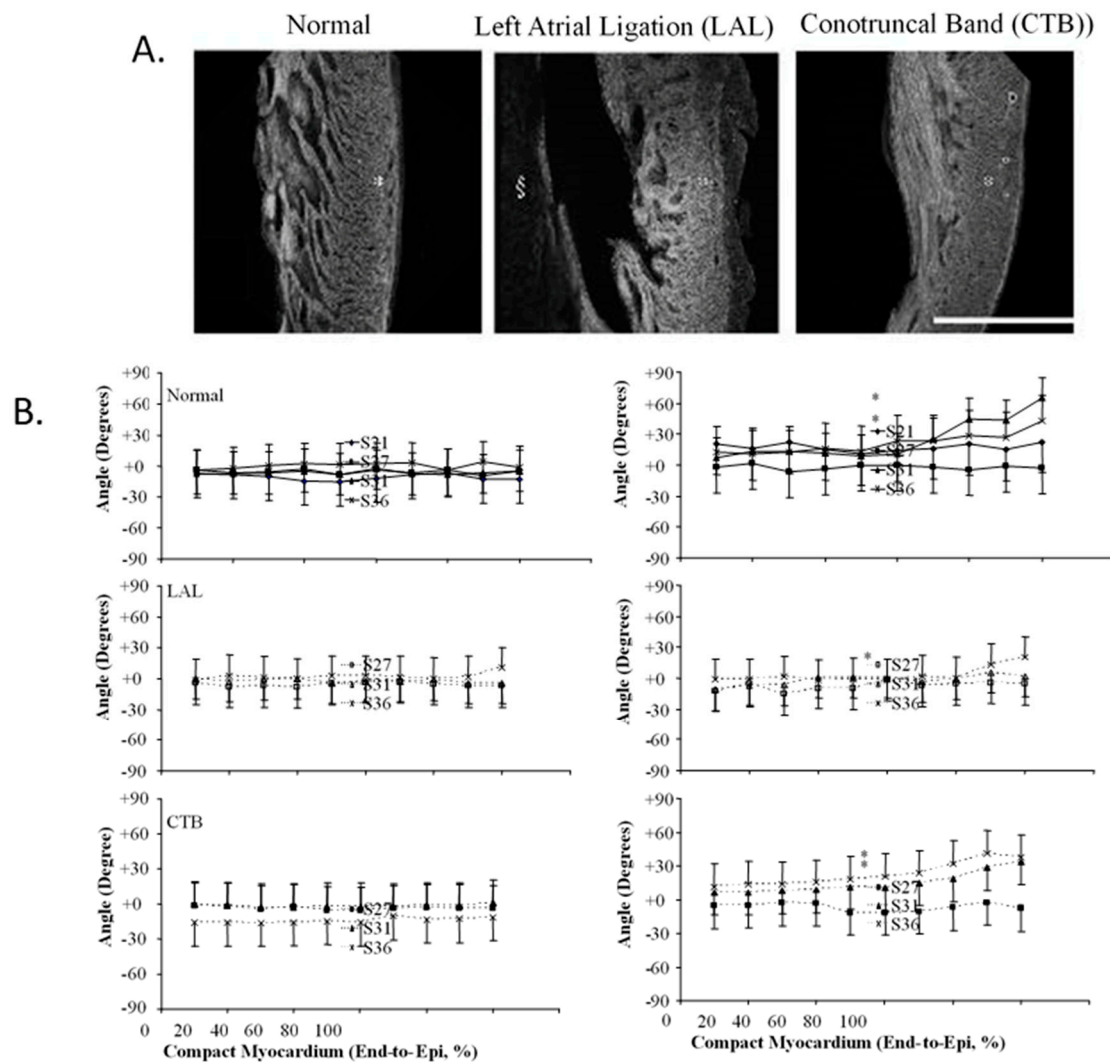 A.
Normal
Left Atrial Ligation (LAL)
Conotruncal Band (CTB))
B.
Angle (Degrees)
+90
+60
+30
+0
-30
-60
-90
Normal
S21
S27
S31
S36
Angle (Degrees)
+90
+60
+30
+0
-30
-60
-90
*
*
S21
S27
S31
S36
Angle (Degrees)
+90
+60
+30
+0
-30
-60
-90
LAL
S27
S31
S36
Angle (Degrees)
+90
+60
+30
+0
-30
-60
-90
*
S27
S31
S36
Angle (Degree)
+90
+60
+30
+0
-30
-60
-90
CTB
S27
S31
S36
0 20 40 60 80 100
Compact Myocardium (End-to-Epi, %)
Angle (Degrees)
+90
+60
+30
+0
-30
-60
-90
*
*
S27
S31
S36
0 20 40 60 80 100
Compact Myocardium (End-to-Epi, %)